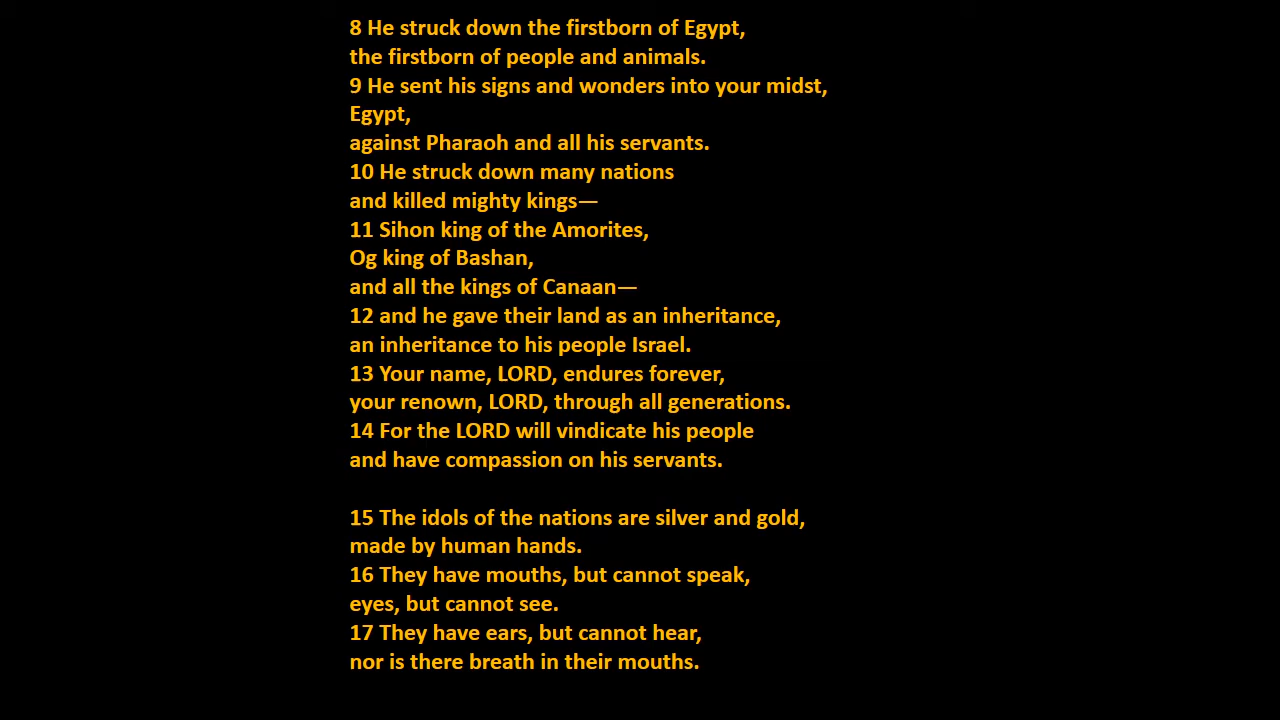 8 He struck down the firstborn of Egypt,
the firstborn of people and animals.
9 He sent his signs and wonders into your midst,
Egypt,
against Pharaoh and all his servants.
10 He struck down many nations
and killed mighty kings—
11 Sihon king of the Amorites,
Og king of Bashan,
and all the kings of Canaan—
12 and he gave their land as an inheritance,
an inheritance to his people Israel.
13 Your name, LORD, endures forever,
your renown, LORD, through all generations.
14 For the LORD will vindicate his people
and have compassion on his servants.
15 The idols of the nations are silver and gold,
made by human hands.
16 They have mouths, but cannot speak,
eyes, but cannot see.
17 They have ears, but cannot hear,
nor is there breath in their mouths.